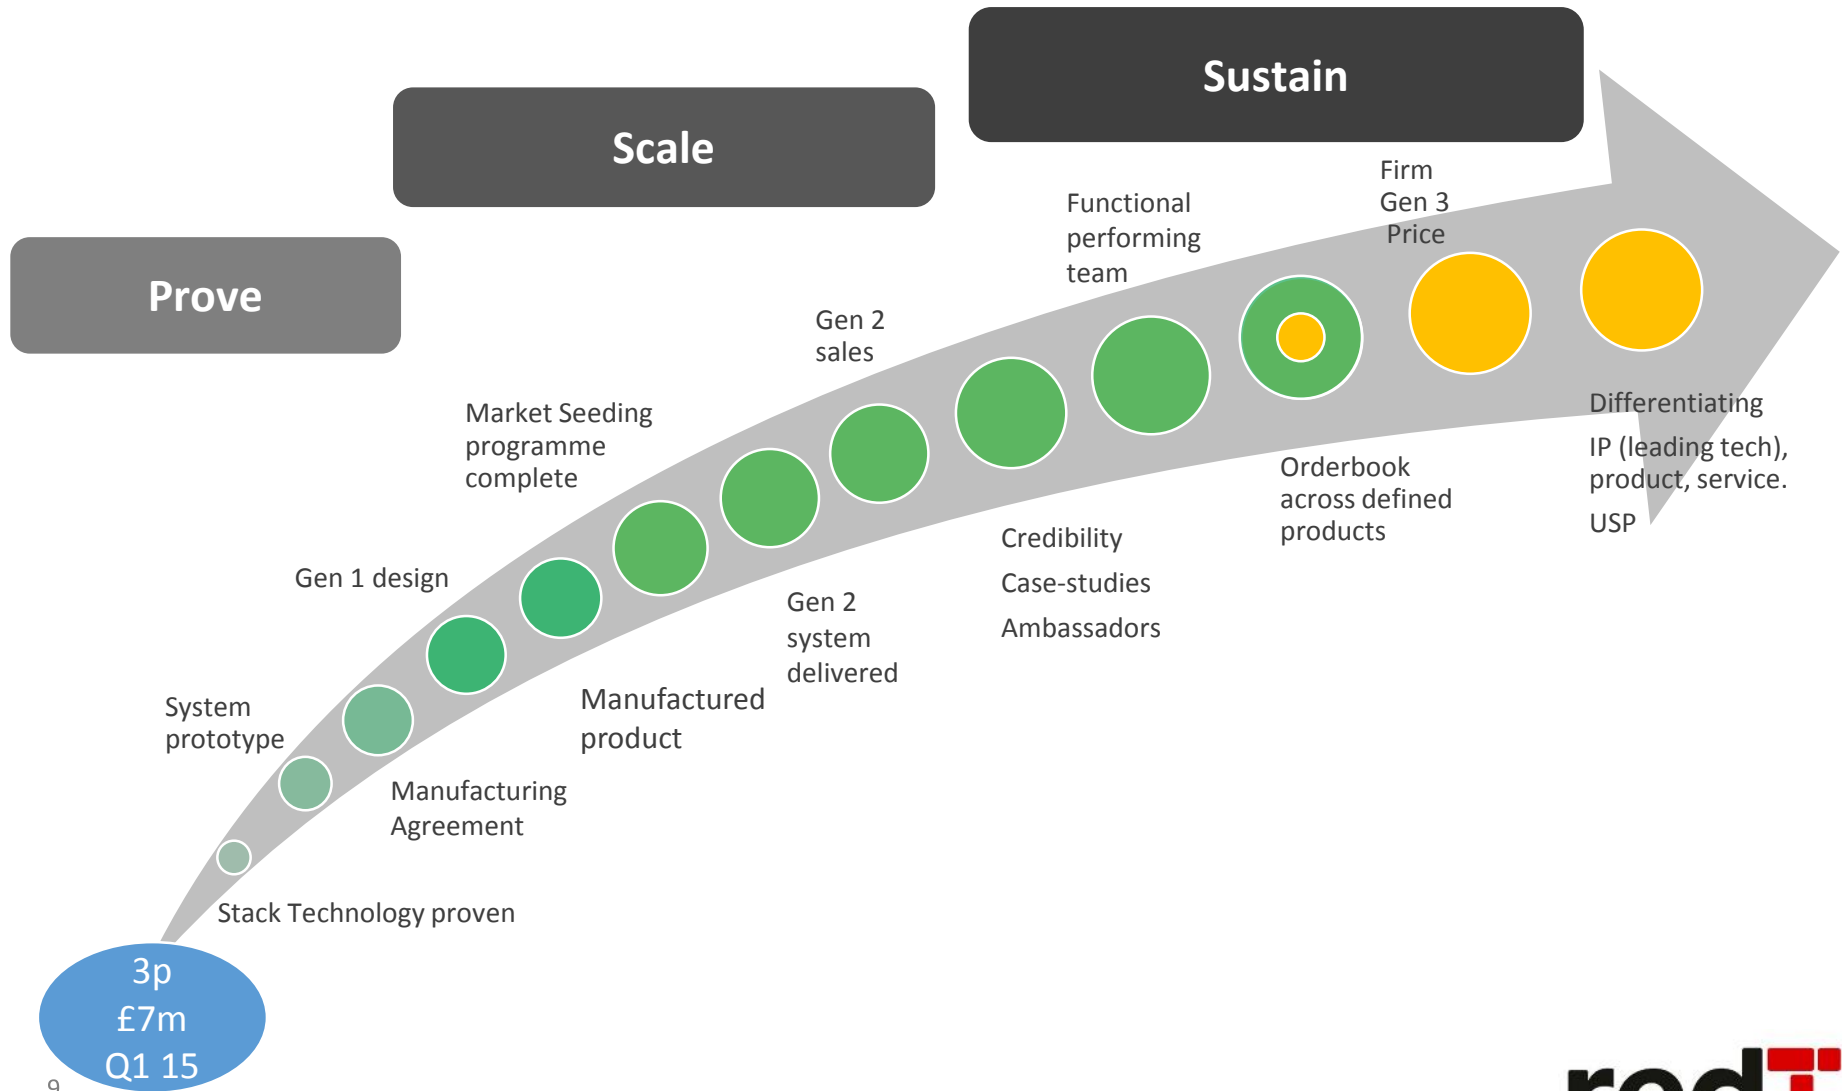 Sustain
Scale
Prove
Firm
Gen 3
Price
Functional
performing
team
Gen 2
sales
Market Seeding
programme
complete
Gen 1 design
System
prototype
Differentiating
IP (leading tech),
product, service.
USP
Orderbook
across defined
products
Credibility
Case-studies
Ambassadors
Gen 2
system
delivered
Manufactured
product
Manufacturing
Agreement
Stack Technology proven
3p
£7m
Q1 15
9
redT